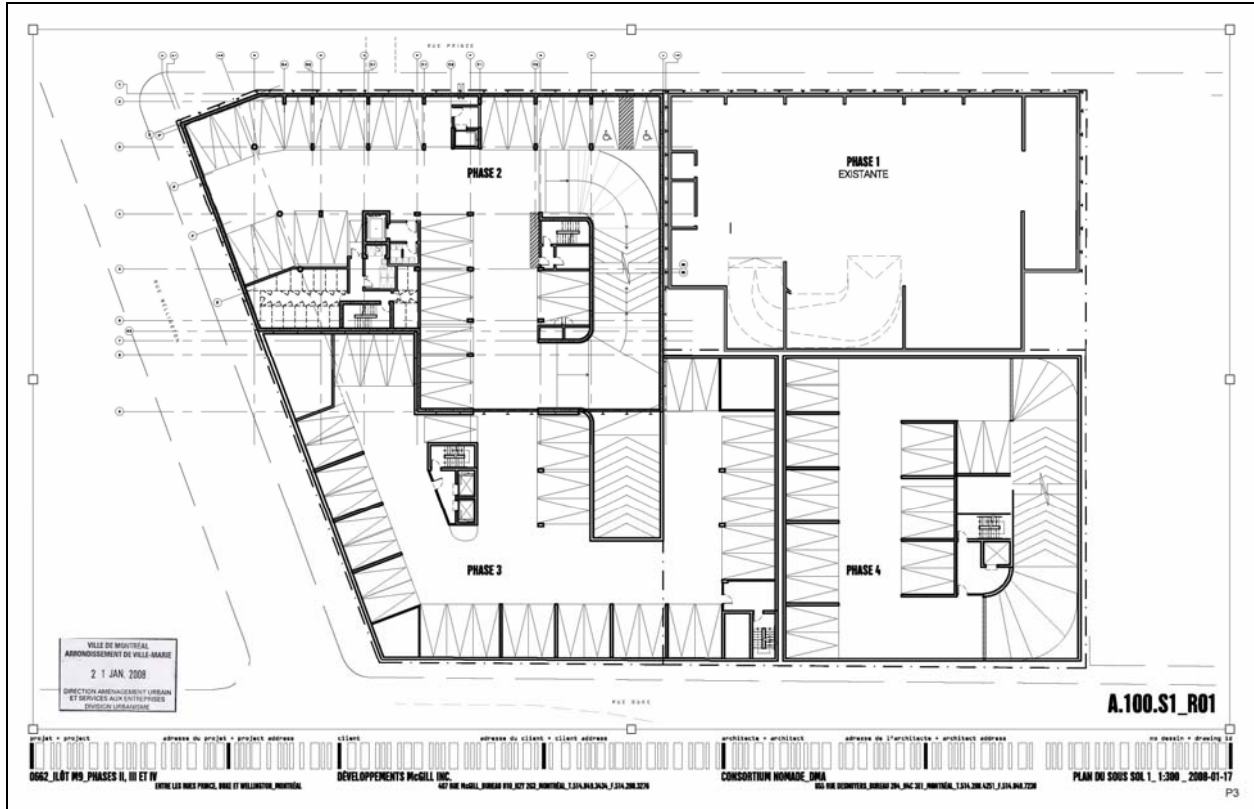 RUE PRINCE
PHASE 2
PHASE 1
EXISTANTE
RUE WELLINGTON
PHASE 3
PHASE 4
VILLE DE MONTRÉAL
ARRONDISSEMENT DE VILLE-MARIE
2 1 JAN. 2008
DIRECTION AMÉNAGEMENT URBAIN
ET SERVICES AUX ENTREPRISES
DIVISION URBANISME
RUE DUKE
A.100.S1_R01
projet + project
adresse du projet + project address
client
adresse du client + client address
architecte + architect
adresse de l'architecte + architect address
no dessin + drawing id
0662_ILÔT M9_PHASES II, III ET IV
ENTRE LES RUES PRINCE, DUKE ET WELLINGTON_MONTRÉAL
DÉVELOPPEMENTS McGILL INC.
CONSORTIUM NOMADE_DMA
PLAN DU SOUS SOL 1_ 1:300 _ 2008-01-17
P3